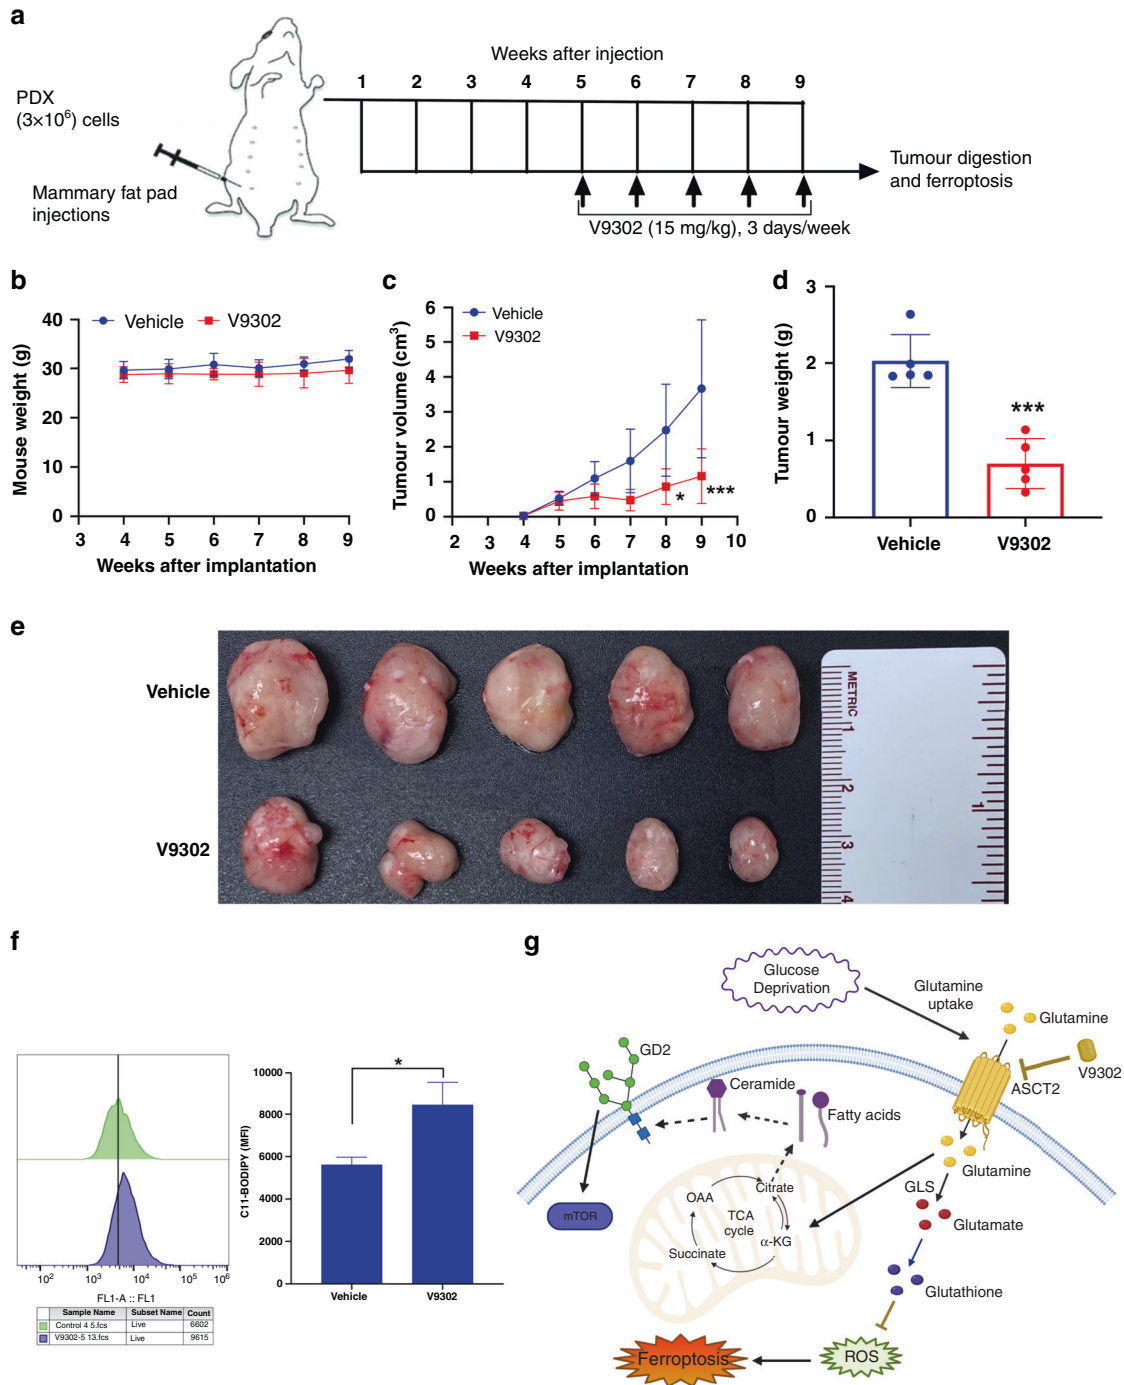 a
Weeks after injection
1 2 3 4 5 6 7 8 9
PDX
(3×10⁶) cells
Mammary fat pad
injections
Tumour digestion
and ferroptosis
V9302 (15 mg/kg), 3 days/week
b
Mouse weight (g)
40
30
20
10
0
Vehicle V9302
3 4 5 6 7 8 9
Weeks after implantation
c
Tumour volume (cm³)
6
5
4
3
2
1
0
Vehicle
V9302
*
***
2 3 4 5 6 7 8 9 10
Weeks after implantation
d
Tumour weight (g)
3
2
1
0
***
Vehicle V9302
e
Vehicle
V9302
METRIC 1
2
3
4
1
f
10² 10³ 10⁴ 10⁵ 10⁶
FL1-A :: FL1
Sample Name Subset Name Count
Control 4 5.fcs Live 6602
V9302-5 13.fcs Live 9615
C11-BODIPY (MFI)
10000
8000
6000
4000
2000
0
*
Vehicle V9302
g
Glucose
Deprivation
Glutamine
uptake
Glutamine
V9302
ASCT2
GD2
Ceramide
Fatty acids
Glutamine
GLS
Glutamate
Glutathione
mTOR
OAA
Citrate
TCA
cycle
α-KG
Succinate
Ferroptosis
ROS